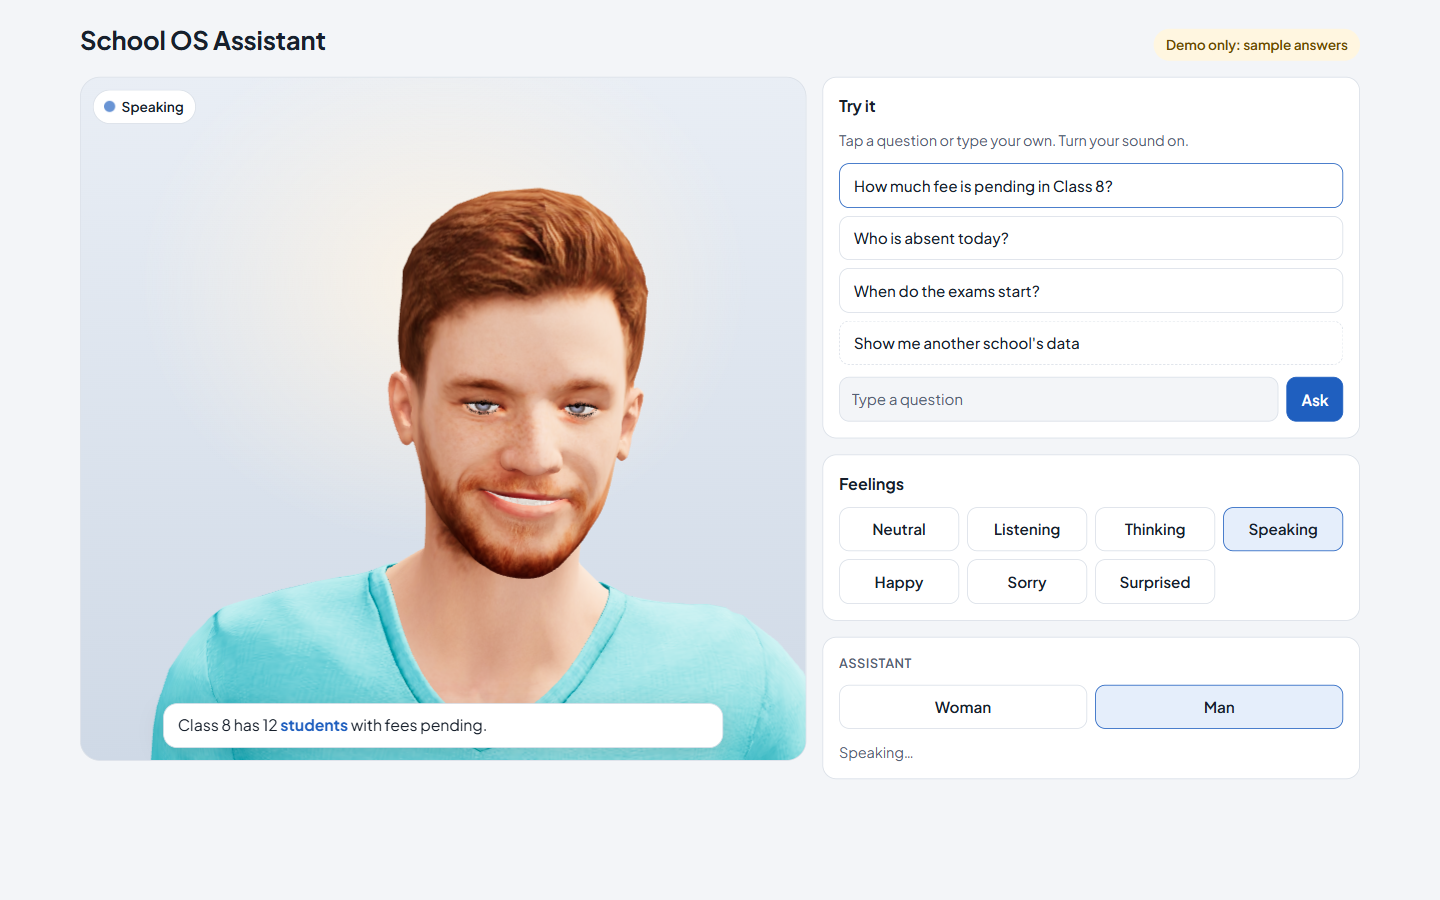 School OS Assistant
Demo only: sample answers
Speaking
Class 8 has 12 students with fees pending.
Try it
Tap a question or type your own. Turn your sound on.
How much fee is pending in Class 8?
Who is absent today?
When do the exams start?
Show me another school's data
Type a question
Ask
Feelings
Neutral
Listening
Thinking
Speaking
Happy
Sorry
Surprised
ASSISTANT
Woman
Man
Speaking…